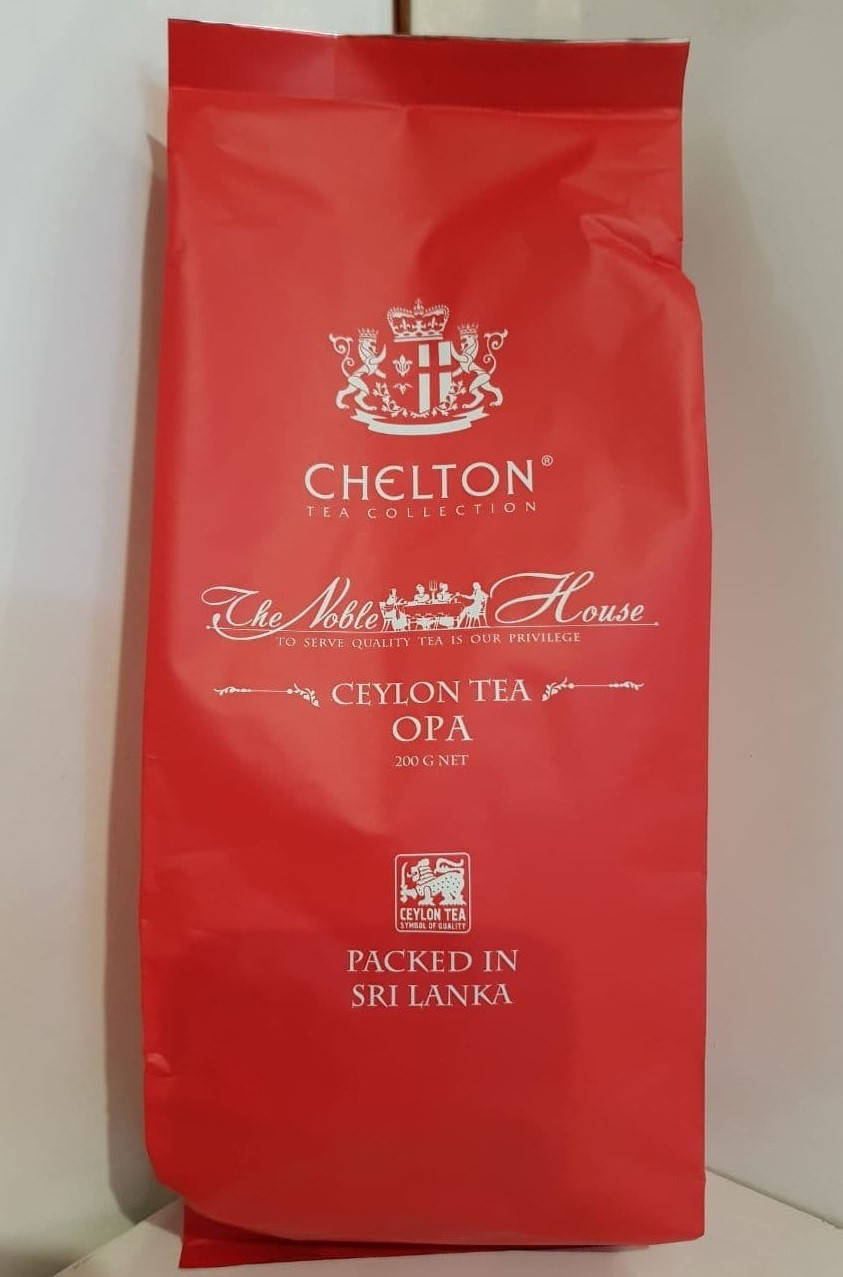 CHELTON®
TEA COLLECTION
The Noble House
TO SERVE QUALITY TEA IS OUR PRIVILEGE
CEYLON TEA
OPA
200 G NET
CEYLON TEA
SYMBOL OF QUALITY
PACKED IN
SRI LANKA